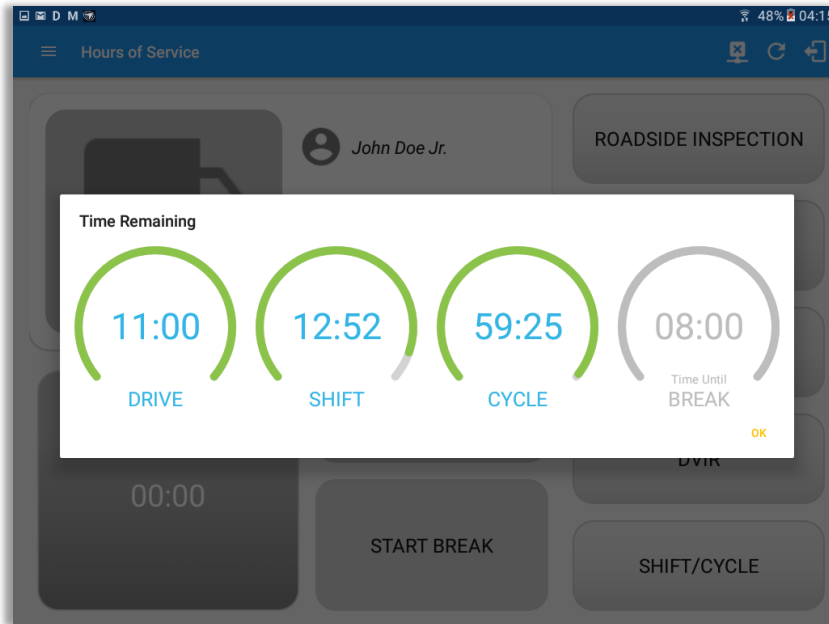 D M 48% 04:15
Hours of Service
John Doe Jr.
ROADSIDE INSPECTION
Time Remaining
11:00 12:52 59:25 08:00
Time Until
DRIVE SHIFT CYCLE BREAK
OK
DVIR
00:00
START BREAK
SHIFT/CYCLE